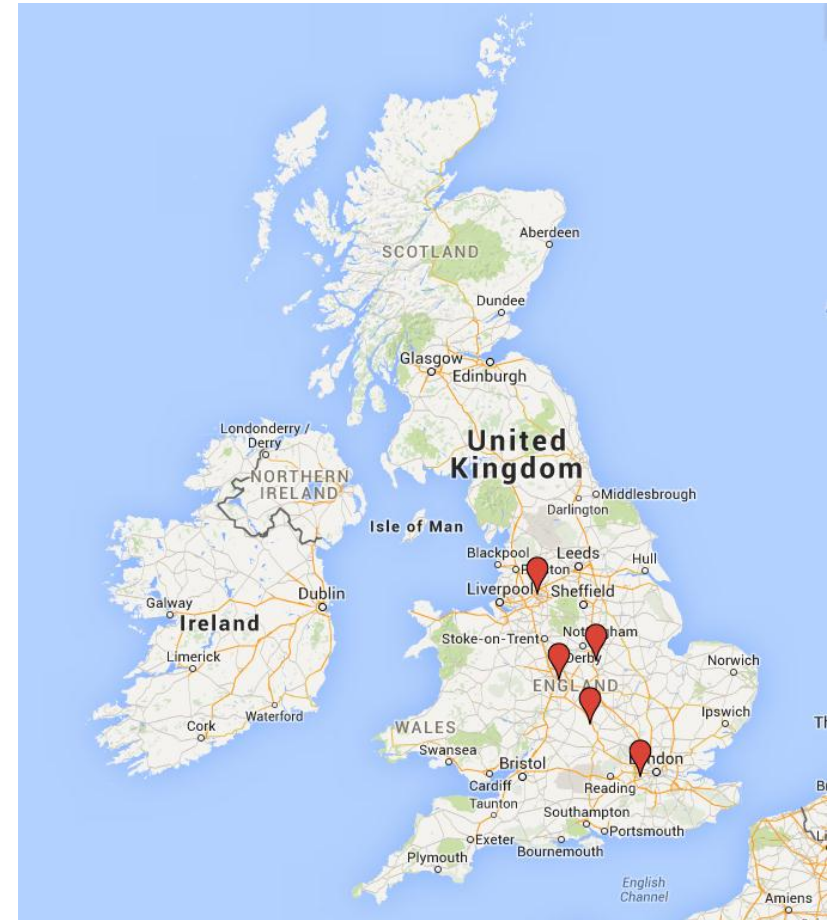 Aberdeen
SCOTLAND
Dundee
Glasgow
Edinburgh
Londonderry /
Derry
United
Kingdom
NORTHERN
IRELAND
Middlesbrough
Darlington
Isle of Man
Blackpool
Leeds
Hull
Liverpool
Sheffield
Dublin
Galway
Ireland
Stoke-on-Trent
Derby
Limerick
Norwich
ENGLAND
Waterford
Cork
Ipswich
WALES
Swansea
Bristol
Cardiff
Reading
Taunton
Southampton
Portsmouth
Exeter
Bournemouth
Plymouth
English
Channel
Amiens